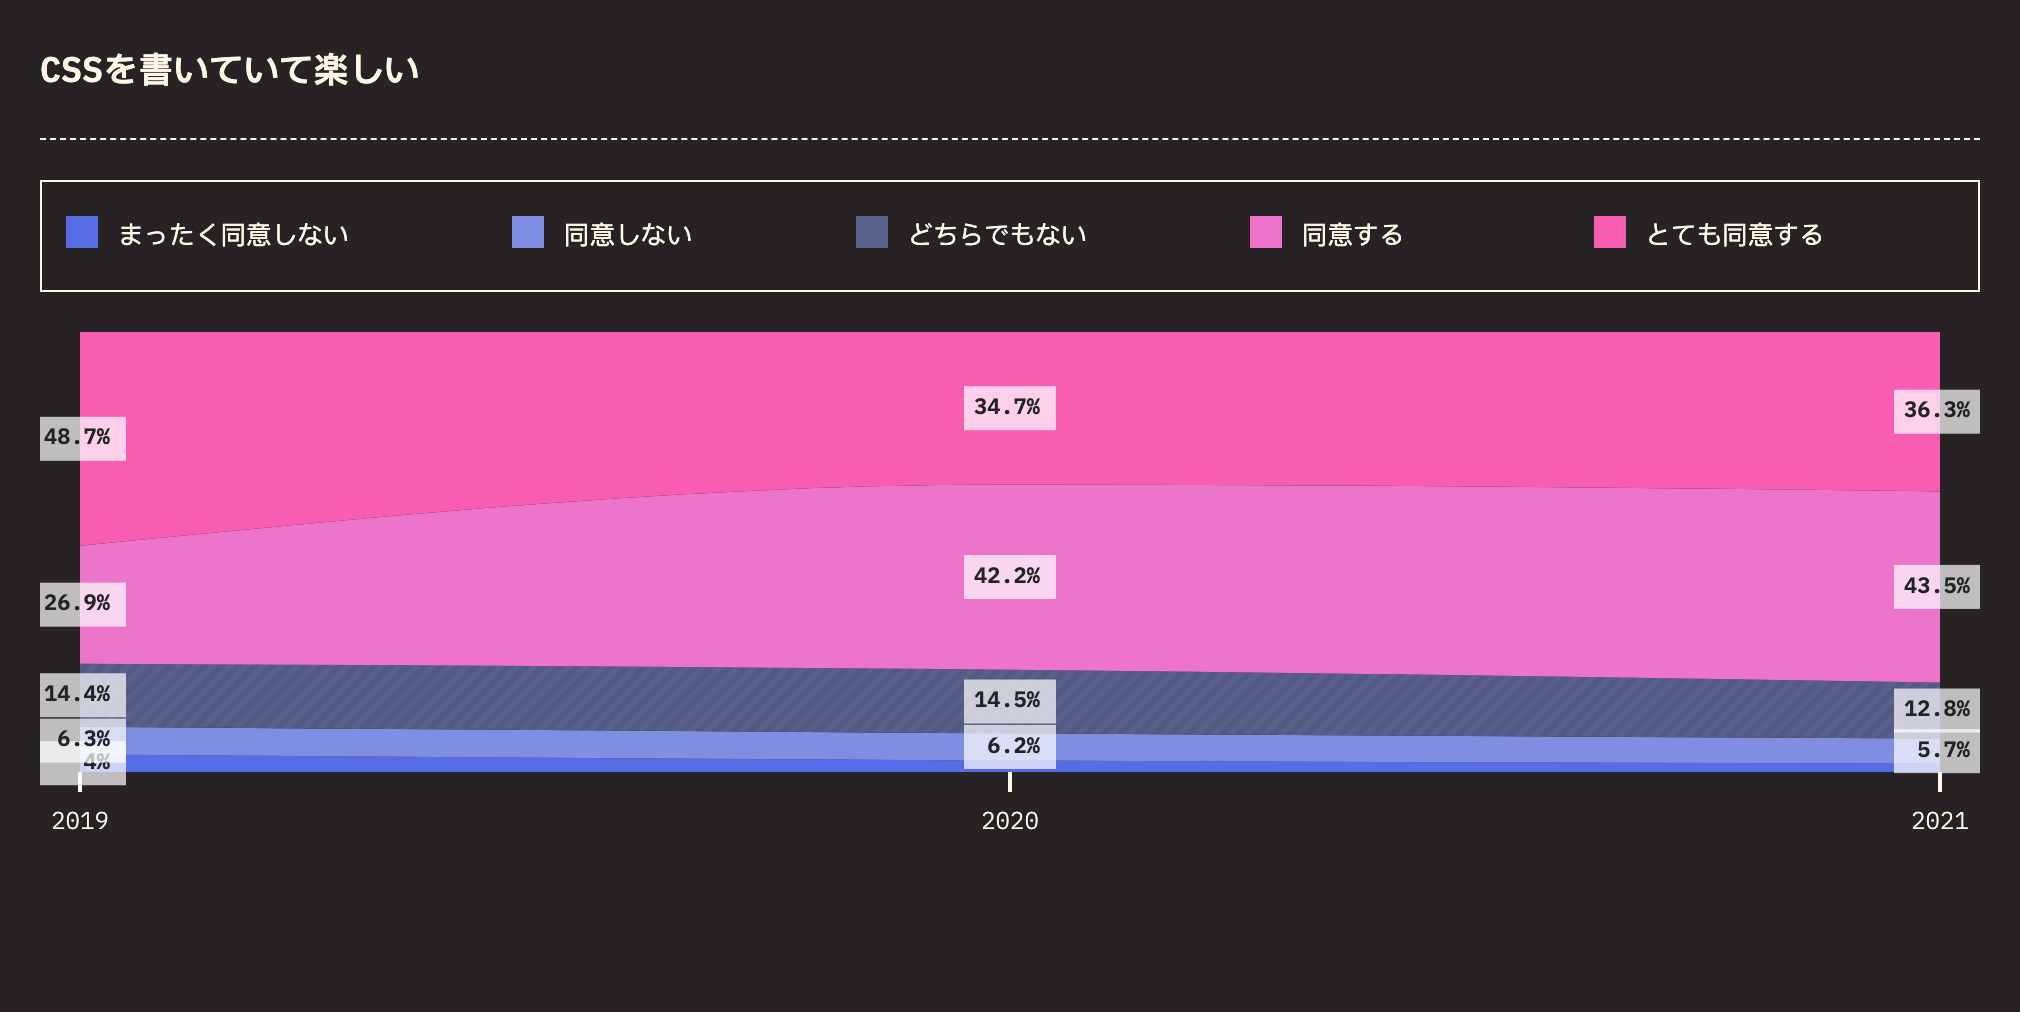 CSSを書いていて楽しい
まったく同意しない 同意しない どちらでもない 同意する とても同意する
48.7% 34.7% 36.3%
26.9% 42.2% 43.5%
14.4% 14.5% 12.8%
6.3% 6.2% 5.7%
4%
2019 2020 2021